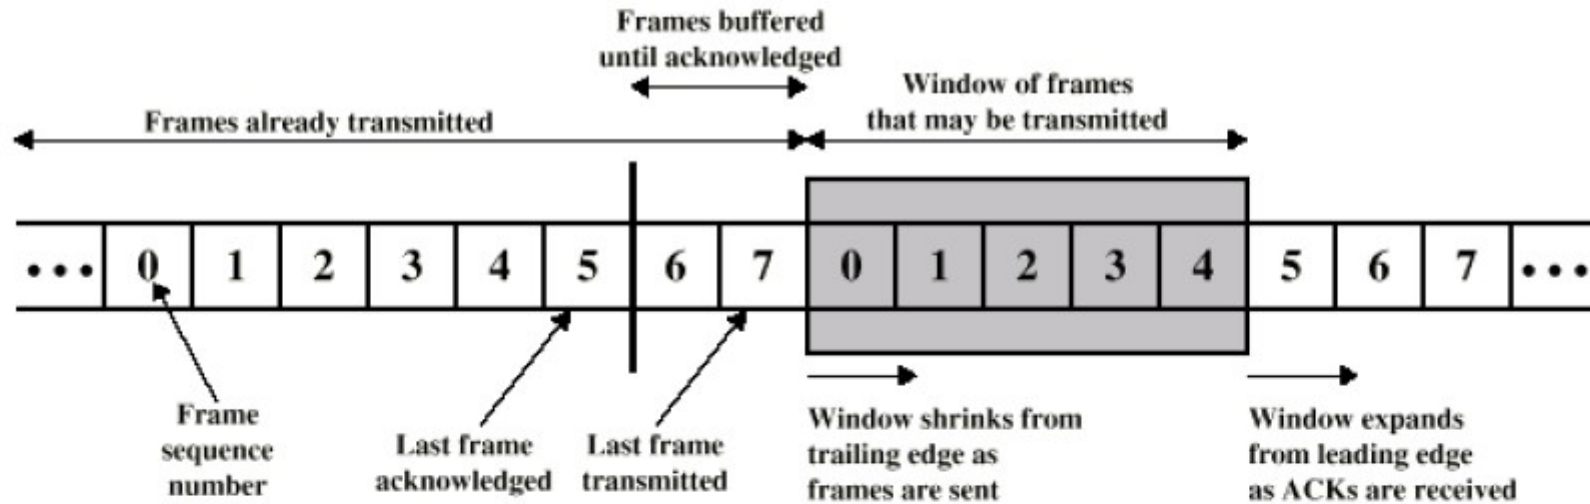 Frames buffered
until acknowledged
Window of frames
that may be transmitted
Frames already transmitted
••• 0 1 2 3 4 5 6 7 0 1 2 3 4 5 6 7 •••
Frame
sequence
number
Last frame
acknowledged
Last frame
transmitted
Window shrinks from
trailing edge as
frames are sent
Window expands
from leading edge
as ACKs are received